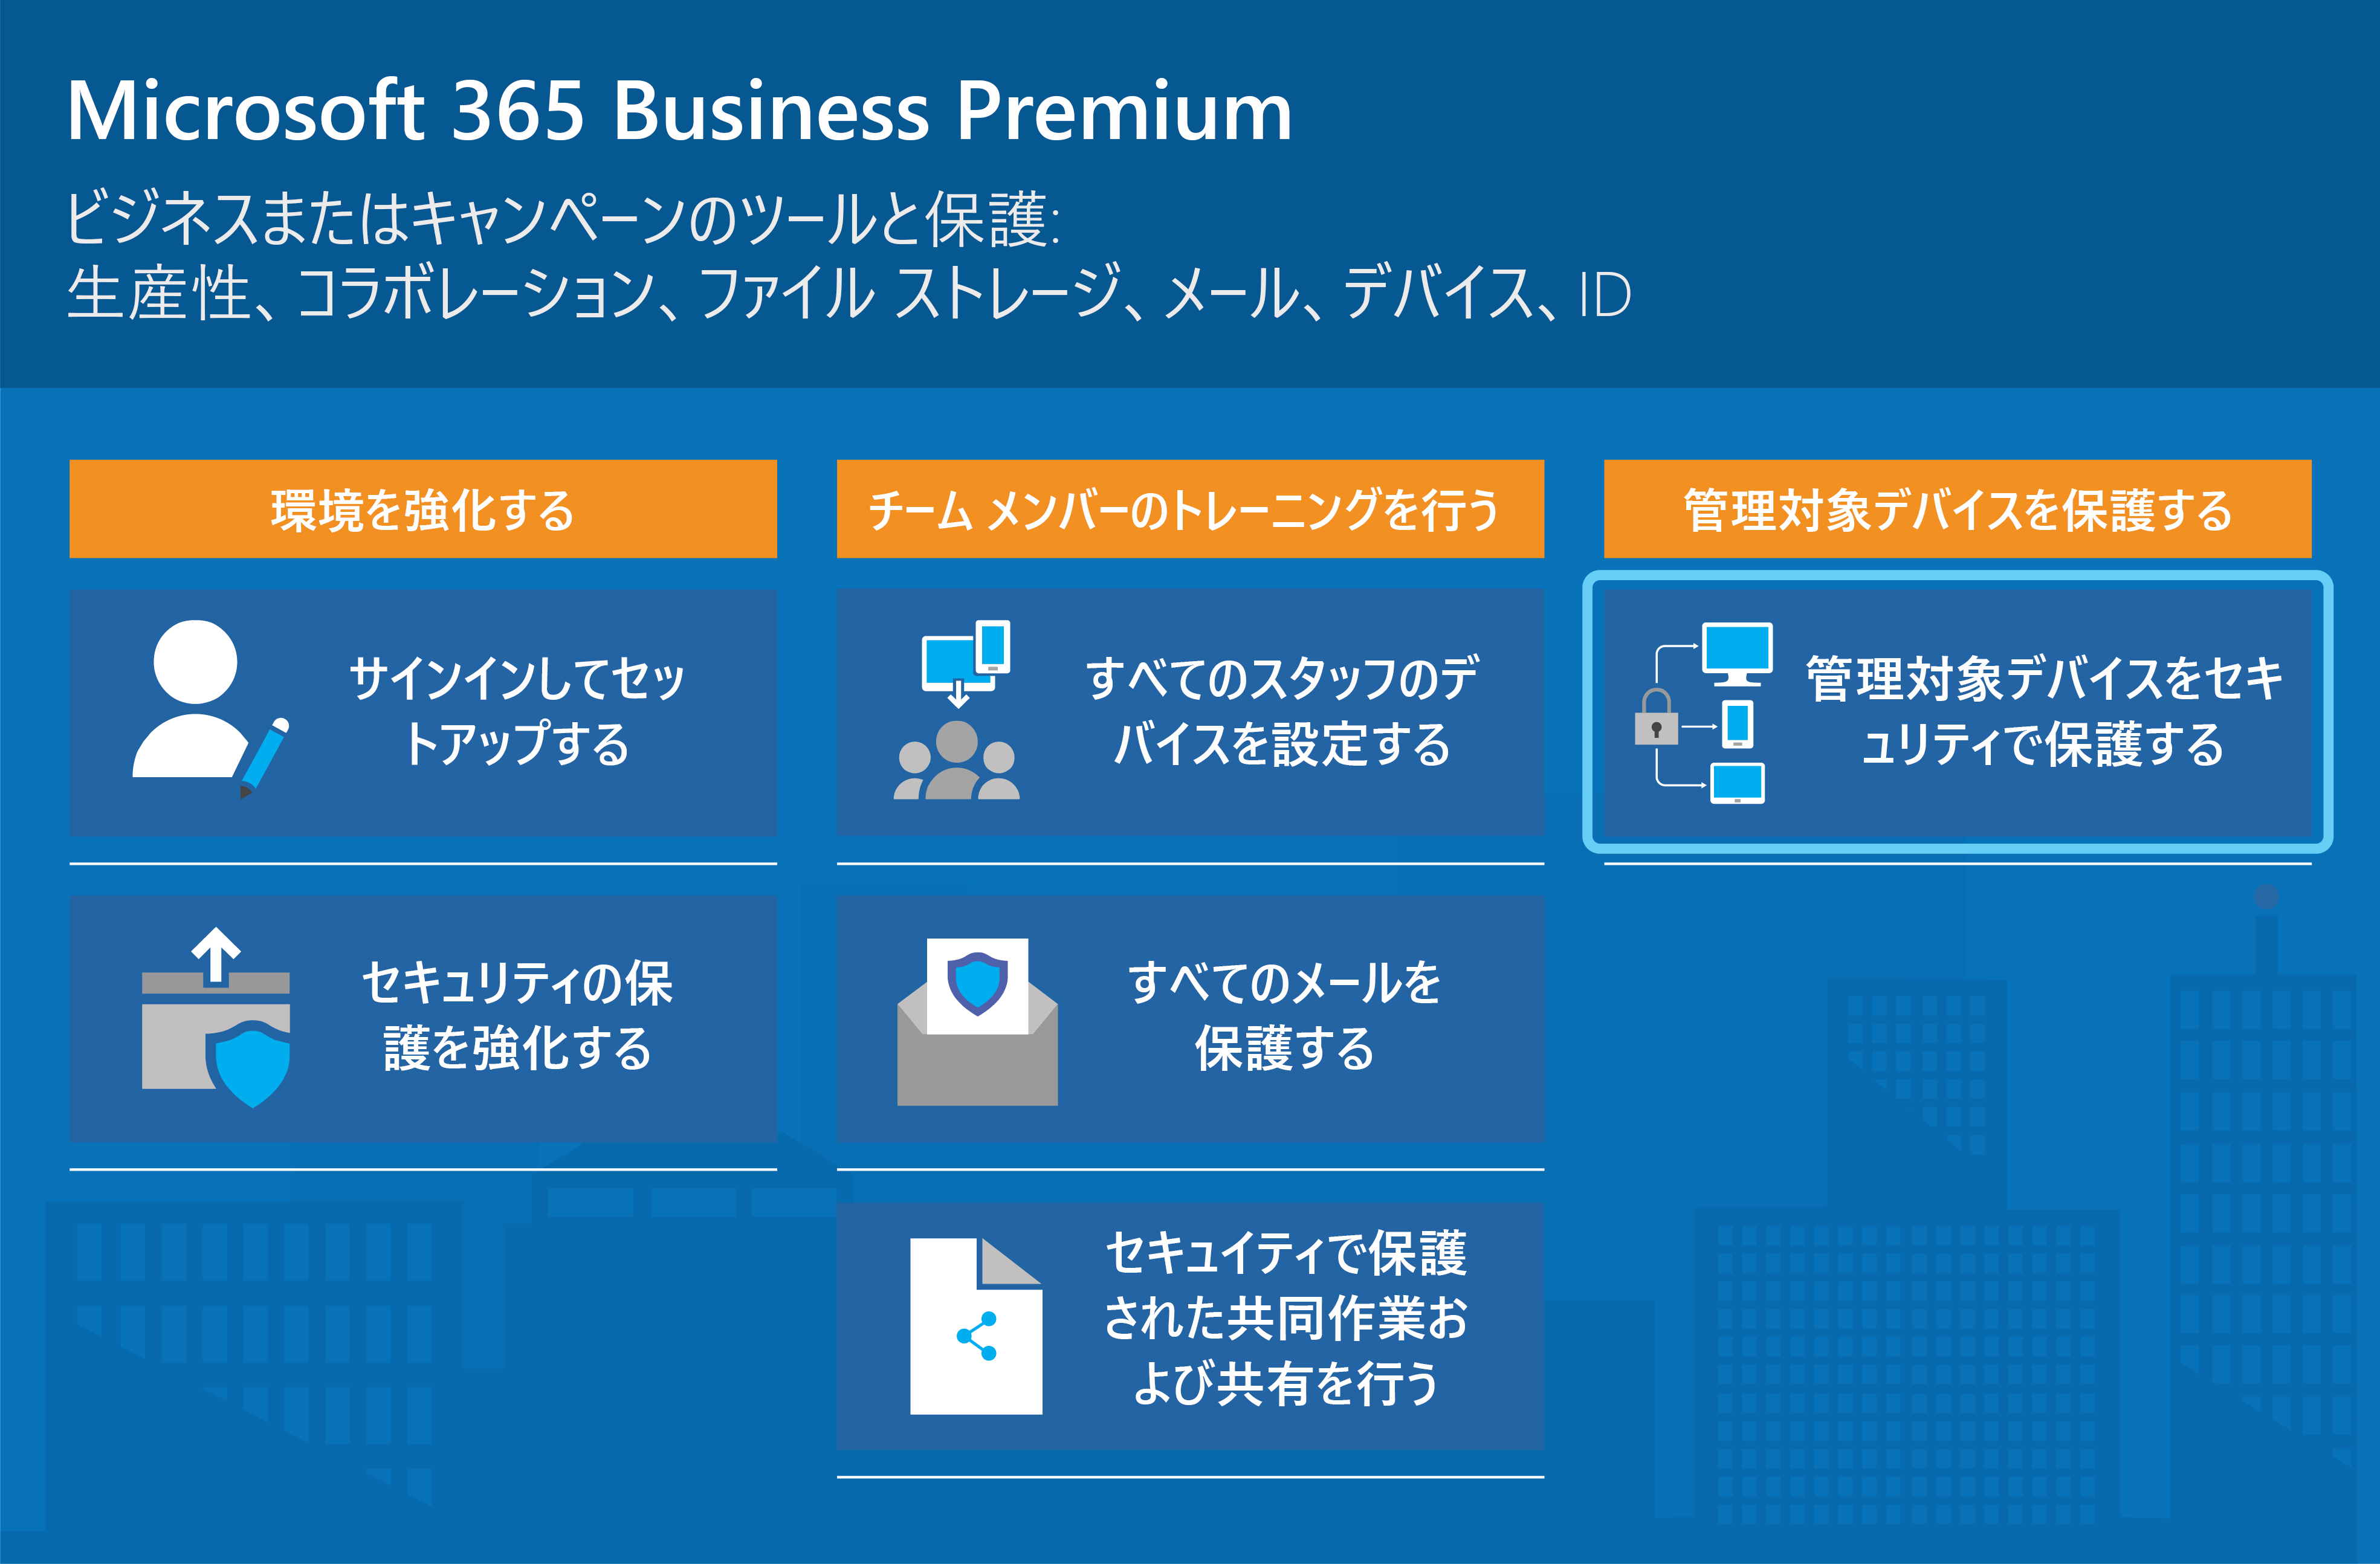 Microsoft 365 Business Premium
ビジネスまたはキャンペーンのツールと保護:
生産性、コラボレーション、ファイル ストレージ、メール、デバイス、ID
環境を強化する
サインインしてセッ
トアップする
セキュリティの保
護を強化する
チーム メンバーのトレーニングを行う
すべてのスタッフのデ
バイスを設定する
すべてのメールを
保護する
セキュイティで保護
された共同作業お
よび共有を行う
管理対象デバイスを保護する
管理対象デバイスをセキ
ュリティで保護する